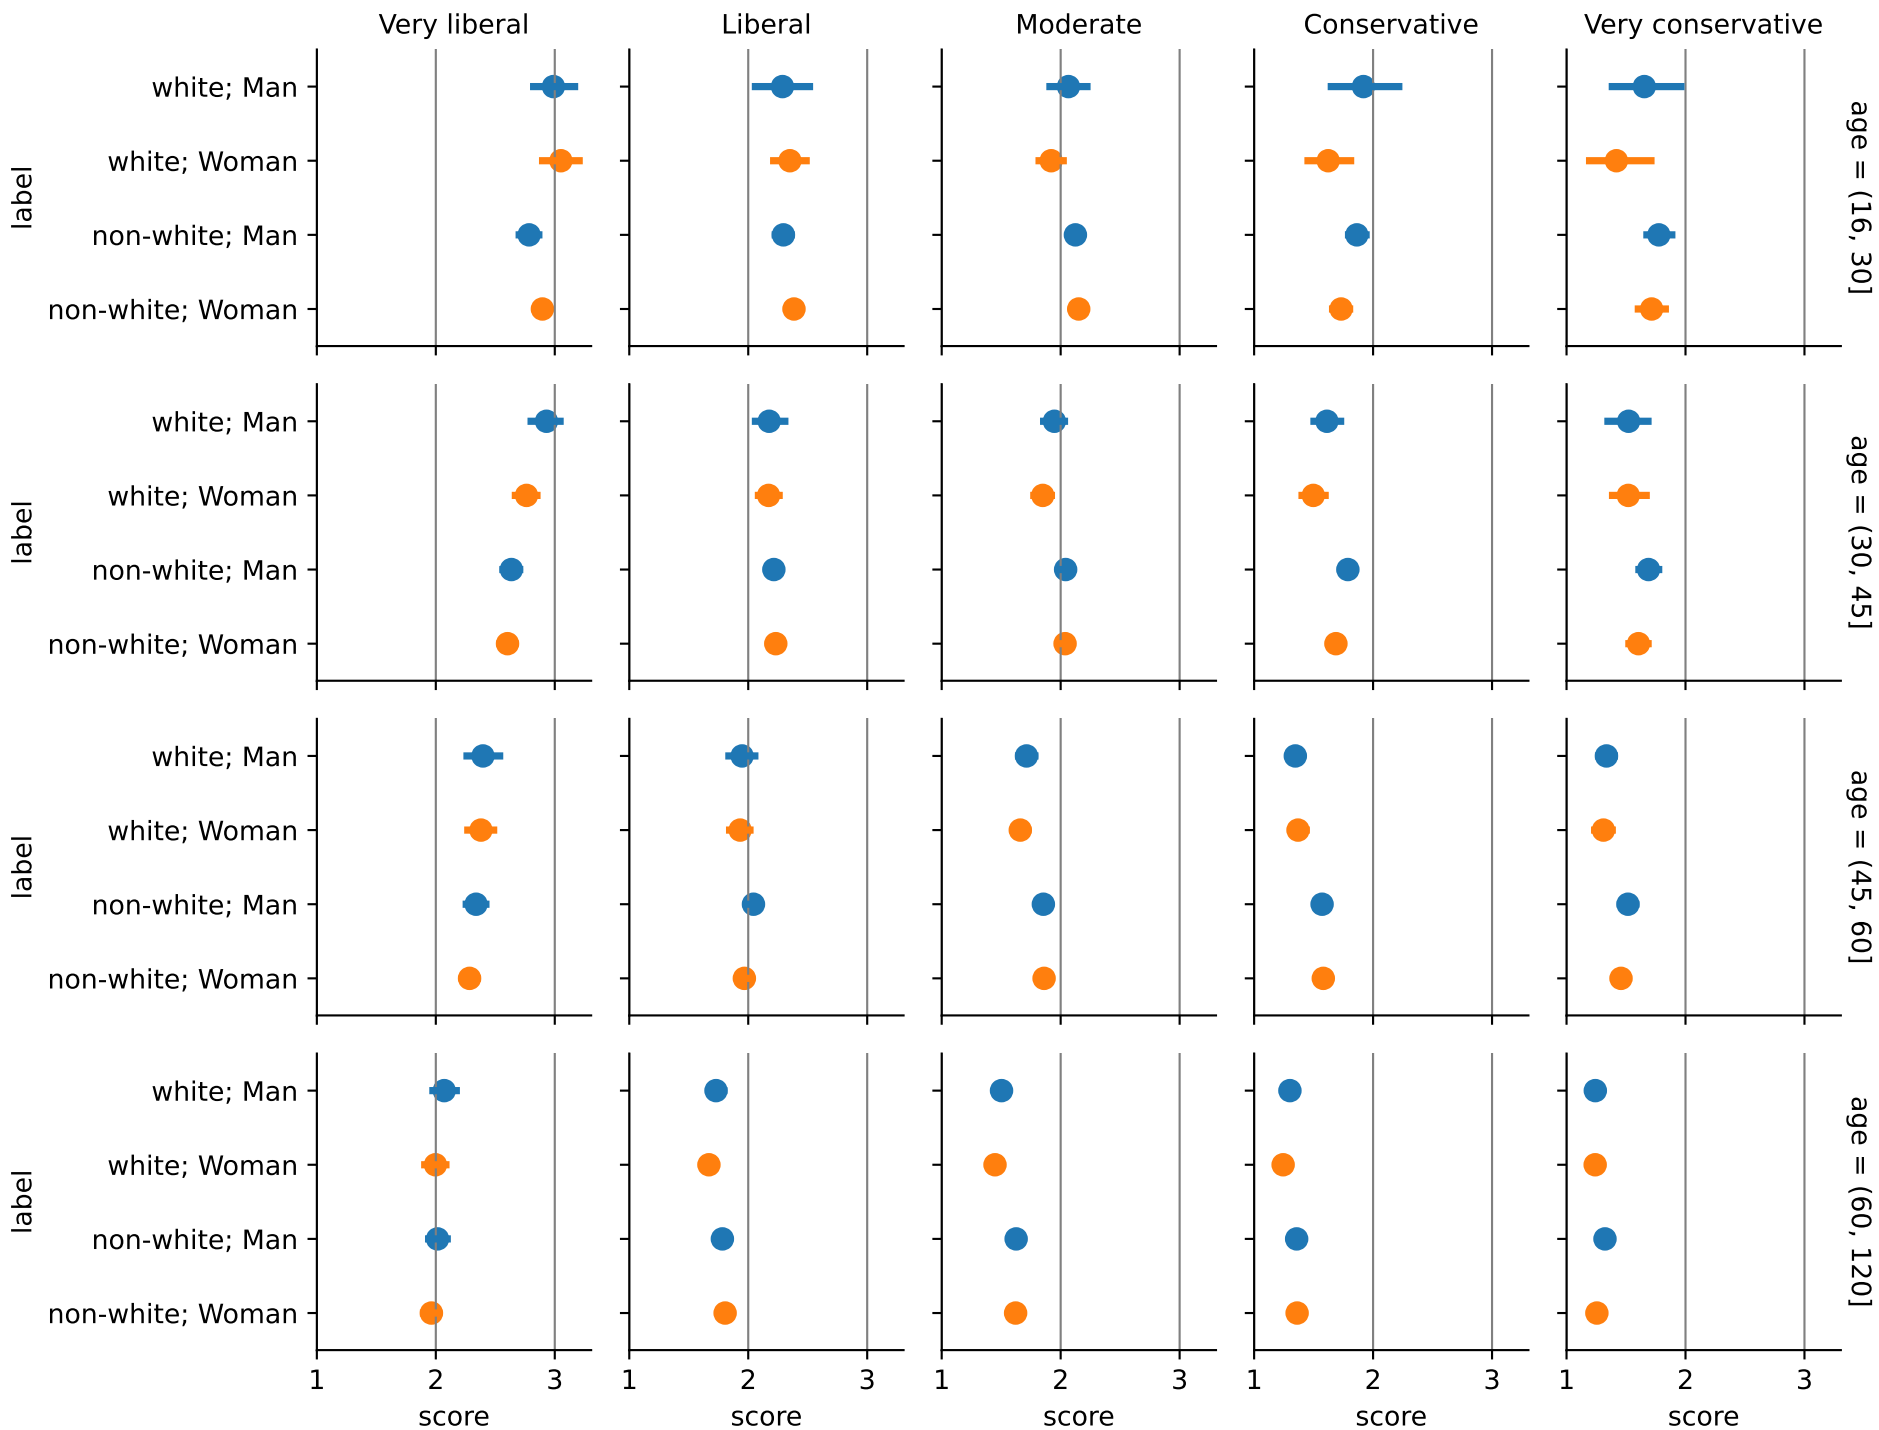 Very liberal
Liberal
Moderate
Conservative
Very conservative
label
white; Man
white; Woman
non-white; Man
non-white; Woman
age = (16, 30]
label
white; Man
white; Woman
non-white; Man
non-white; Woman
age = (30, 45]
label
white; Man
white; Woman
non-white; Man
non-white; Woman
age = (45, 60]
label
white; Man
white; Woman
non-white; Man
non-white; Woman
age = (60, 120]
1 2 3
1 2 3
1 2 3
1 2 3
1 2 3
score
score
score
score
score